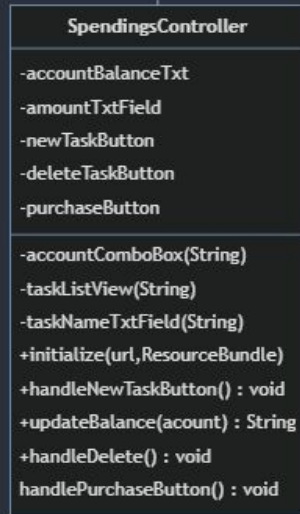 SpendingsController
-accountBalanceTxt
-amountTxtField
-newTaskButton
-deleteTaskButton
-purchaseButton
-accountComboBox(String)
-taskListView(String)
-taskNameTxtField(String)
+initialize(url,ResourceBundle)
+handleNewTaskButton() : void
+updateBalance(acount) : String
+handleDelete() : void
handlePurchaseButton() : void